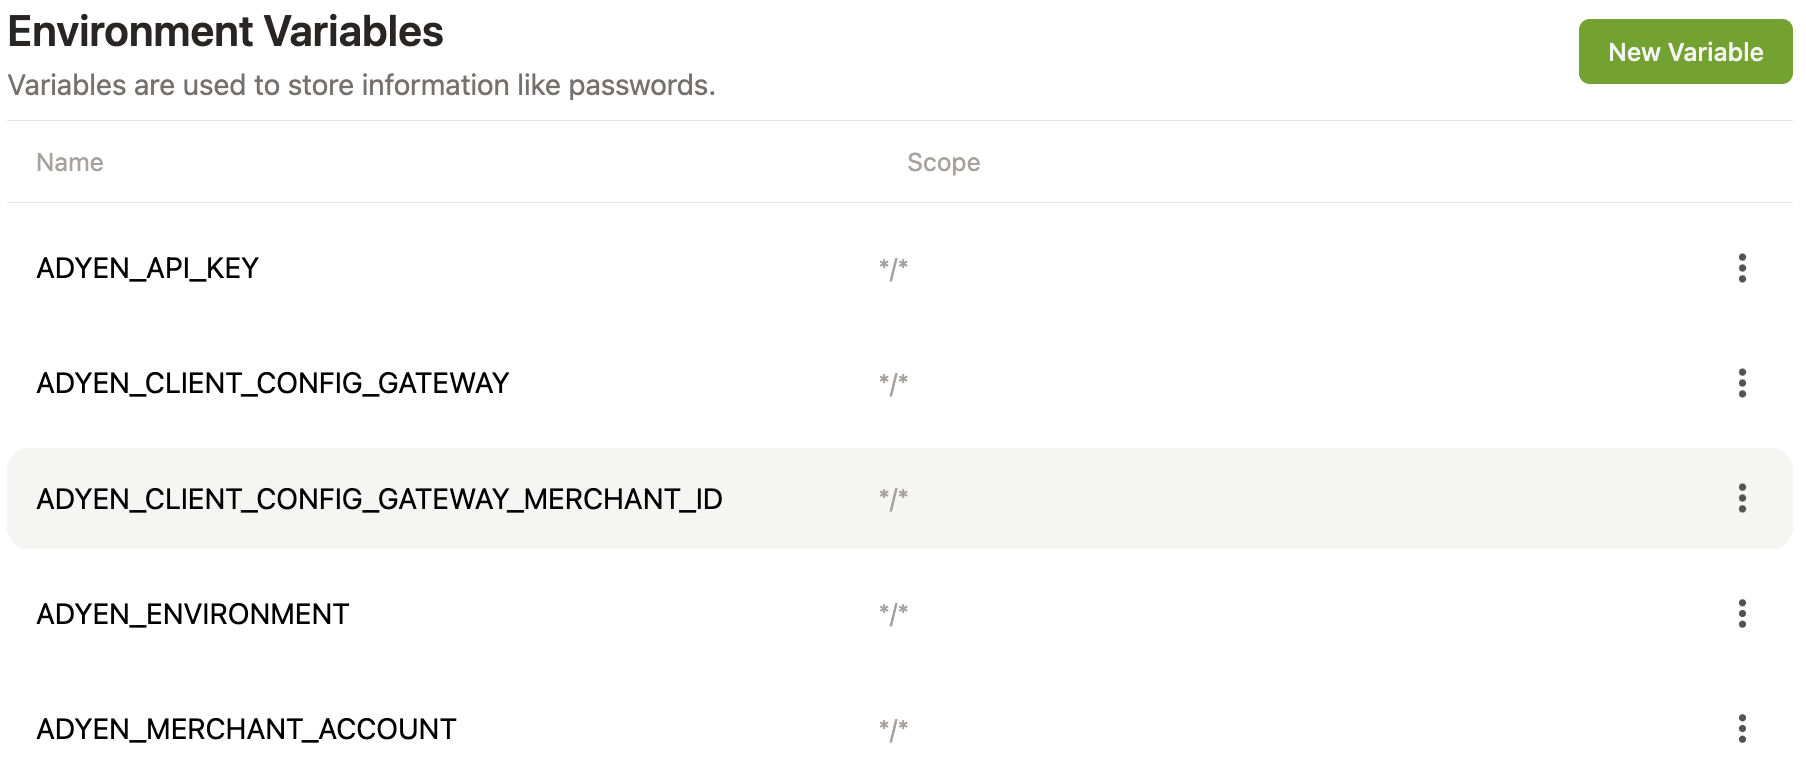 Environment Variables
New Variable
Variables are used to store information like passwords.
Name Scope
ADYEN_API_KEY */*
ADYEN_CLIENT_CONFIG_GATEWAY */*
ADYEN_CLIENT_CONFIG_GATEWAY_MERCHANT_ID */*
ADYEN_ENVIRONMENT */*
ADYEN_MERCHANT_ACCOUNT */*